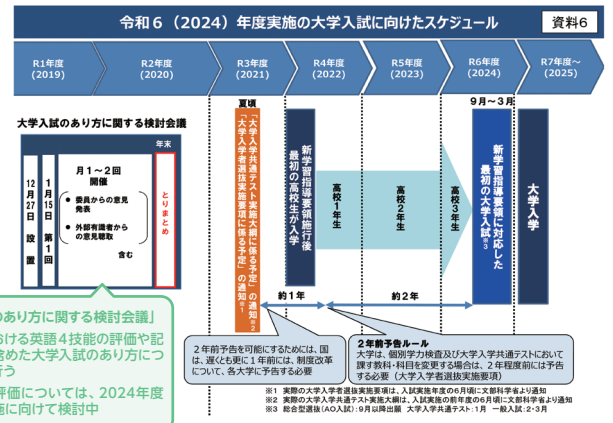 令和6（2024）年度実施の大学入試に向けたスケジュール
資料6
R1年度
(2019)
R2年度
(2020)
R3年度
(2021)
R4年度
(2022)
R5年度
(2023)
R6年度
(2024)
R7年度～
(2025)
大学入試のあり方に関する検討会議
12月27日 設置
1月15日 第1回
月1～2回
開催
● 委員からの意見
発表
● 外部有識者から
の意見聴取
含む
年末
とりまとめ
夏頃
「大学入学共通テスト実施大綱に係る予定」の通知※2
「大学入学者選抜実施要項に係る予定」の通知※1
新学習指導要領施行後
最初の高校生が入学
高校1年生
高校2年生
高校3年生
9月～3月
新学習指導要領に対応した
最初の大学入試※3
大学入学
約1年
約2年
2年前予告を可能にするためには、国
は、遅くとも更に1年前には、制度改革
について、各大学に予告する必要
2年前予告ルール
大学は、個別学力検査及び大学入学共通テストにおいて
課す教科・科目を変更する場合は、2年程度前には予告
する必要（大学入学者選抜実施要項）
のあり方に関する検討会議」
おける英語4技能の評価や記
含めた大学入試のあり方につ
行う
評価については、2024年度
施に向けて検討中
※1 実際の大学入学者選抜実施要項は、入試実施年度の6月頃に文部科学省より通知
※2 実際の大学入学共通テスト実施大綱は、入試実施の前年度の6月頃に文部科学省より通知
※3 総合型選抜(AO入試):9月以降出願 大学入学共通テスト:1月 一般入試:2・3月